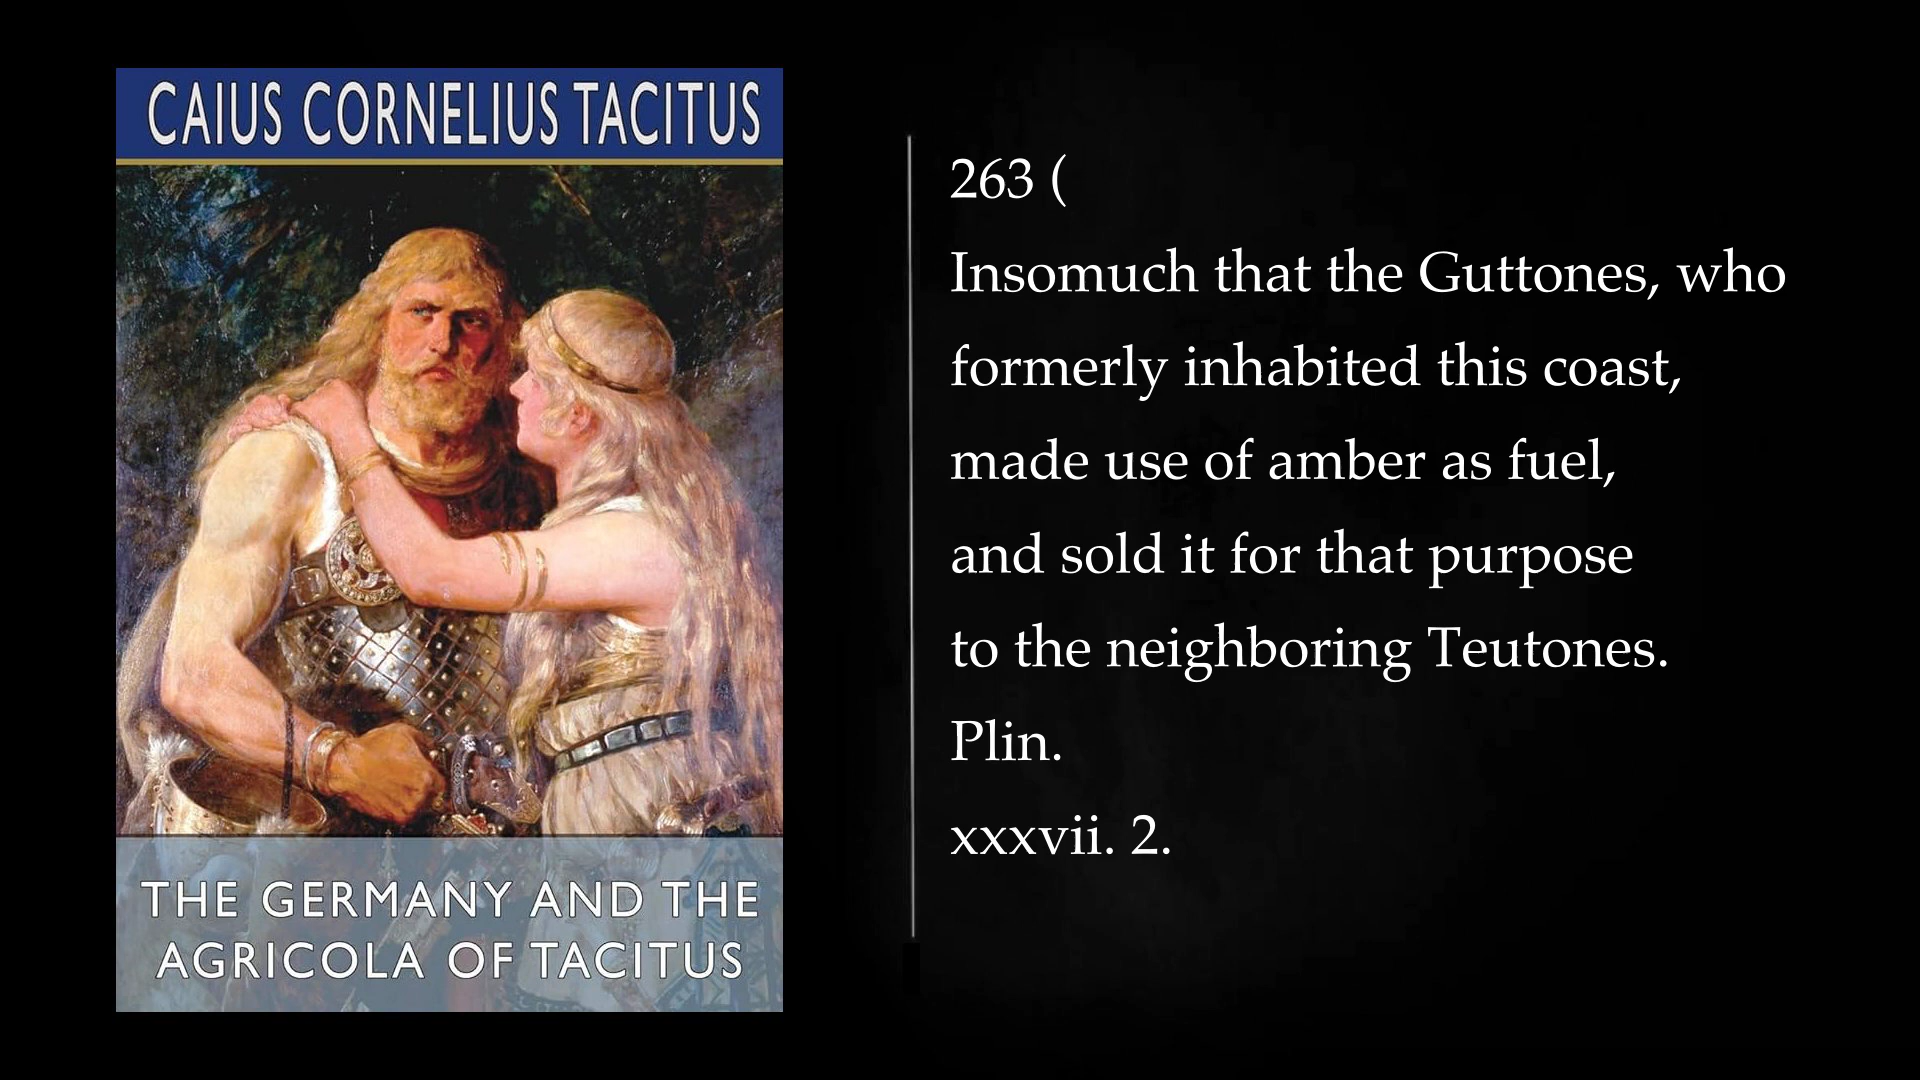 CAIUS CORNELIUS TACITUS
THE GERMANY AND THE
AGRICOLA OF TACITUS
263 (
Insomuch that the Guttones, who
formerly inhabited this coast,
made use of amber as fuel,
and sold it for that purpose
to the neighboring Teutones.
Plin.
xxxvii. 2.